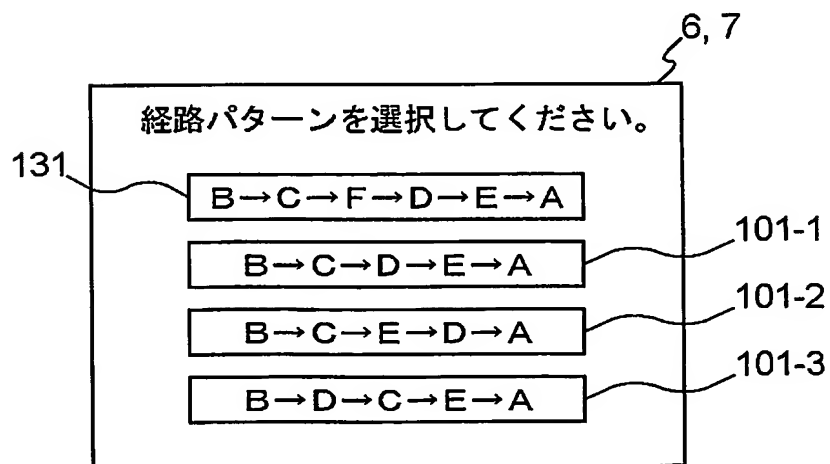 6, 7
経路パターンを選択してください。
131
B→C→F→D→E→A
B→C→D→E→A
101-1
B→C→E→D→A
101-2
B→D→C→E→A
101-3